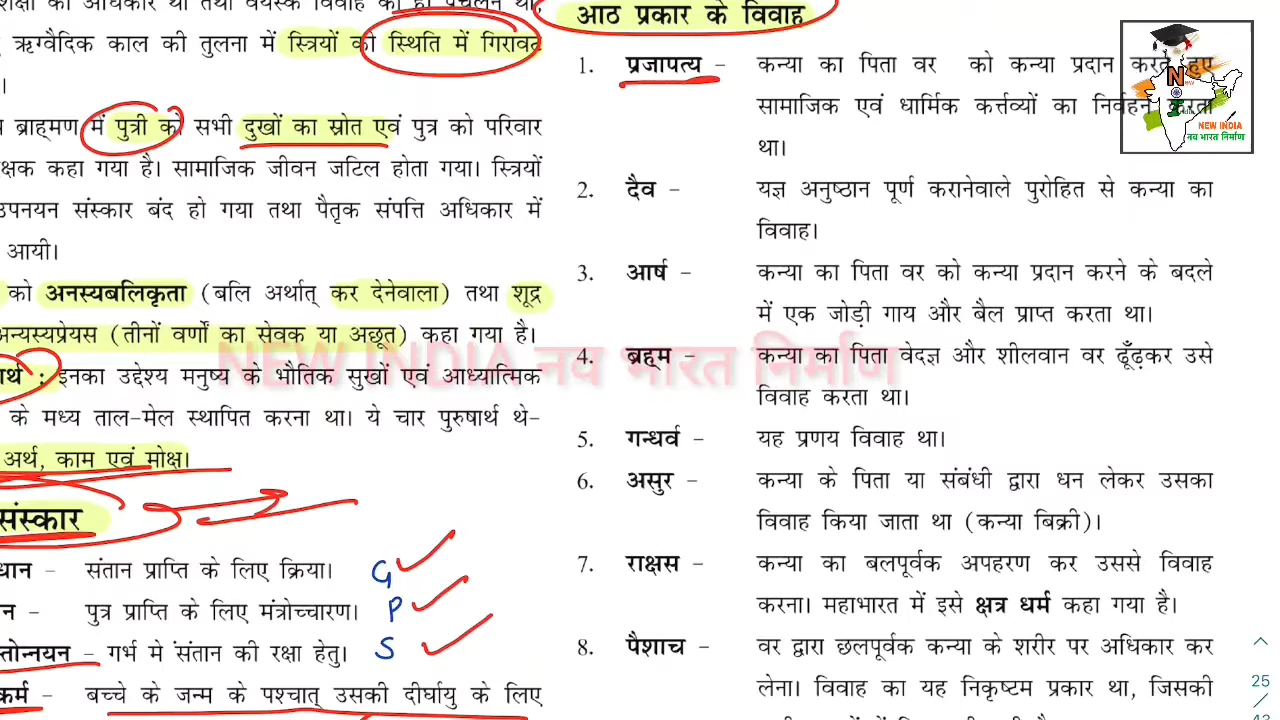 शिक्षा का अधिकार था तथा वयस्क विवाह का ही प्रचलन था,
ऋग्वैदिक काल की तुलना में स्त्रियों की स्थिति में गिरावट
।
ब्राह्मण में पुत्री को सभी दुखों का स्रोत एवं पुत्र को परिवार
क्षक कहा गया है। सामाजिक जीवन जटिल होता गया। स्त्रियों
उपनयन संस्कार बंद हो गया तथा पैतृक संपत्ति अधिकार में
आयी।
को अनस्यबलिकृता (बलि अर्थात् कर देनेवाला) तथा शूद्र
अन्यस्यप्रेयस (तीनों वर्णों का सेवक या अछूत) कहा गया है।
ार्थ : इनका उद्देश्य मनुष्य के भौतिक सुखों एवं आध्यात्मिक
के मध्य ताल-मेल स्थापित करना था। ये चार पुरुषार्थ थे-
अर्थ, काम एवं मोक्ष।
संस्कार
धान - संतान प्राप्ति के लिए क्रिया। G
न - पुत्र प्राप्ति के लिए मंत्रोच्चारण। P
तोन्नयन - गर्भ मे संतान की रक्षा हेतु। S
कर्म - बच्चे के जन्म के पश्चात् उसकी दीर्घायु के लिए
आठ प्रकार के विवाह
1. प्रजापत्य - कन्या का पिता वर को कन्या प्रदान करते हुए
सामाजिक एवं धार्मिक कर्त्तव्यों का निर्वहन करता
था।
2. दैव - यज्ञ अनुष्ठान पूर्ण करानेवाले पुरोहित से कन्या का
विवाह।
3. आर्ष - कन्या का पिता वर को कन्या प्रदान करने के बदले
में एक जोड़ी गाय और बैल प्राप्त करता था।
4. ब्रह्म - कन्या का पिता वेदज्ञ और शीलवान वर ढूँढ़कर उसे
विवाह करता था।
5. गन्धर्व - यह प्रणय विवाह था।
6. असुर - कन्या के पिता या संबंधी द्वारा धन लेकर उसका
विवाह किया जाता था (कन्या बिक्री)।
7. राक्षस - कन्या का बलपूर्वक अपहरण कर उससे विवाह
करना। महाभारत में इसे क्षत्र धर्म कहा गया है।
8. पैशाच - वर द्वारा छलपूर्वक कन्या के शरीर पर अधिकार कर
लेना। विवाह का यह निकृष्टम प्रकार था, जिसकी
NEW INDIA नव भारत निर्माण
N
NEW INDIA
नव भारत निर्माण
25